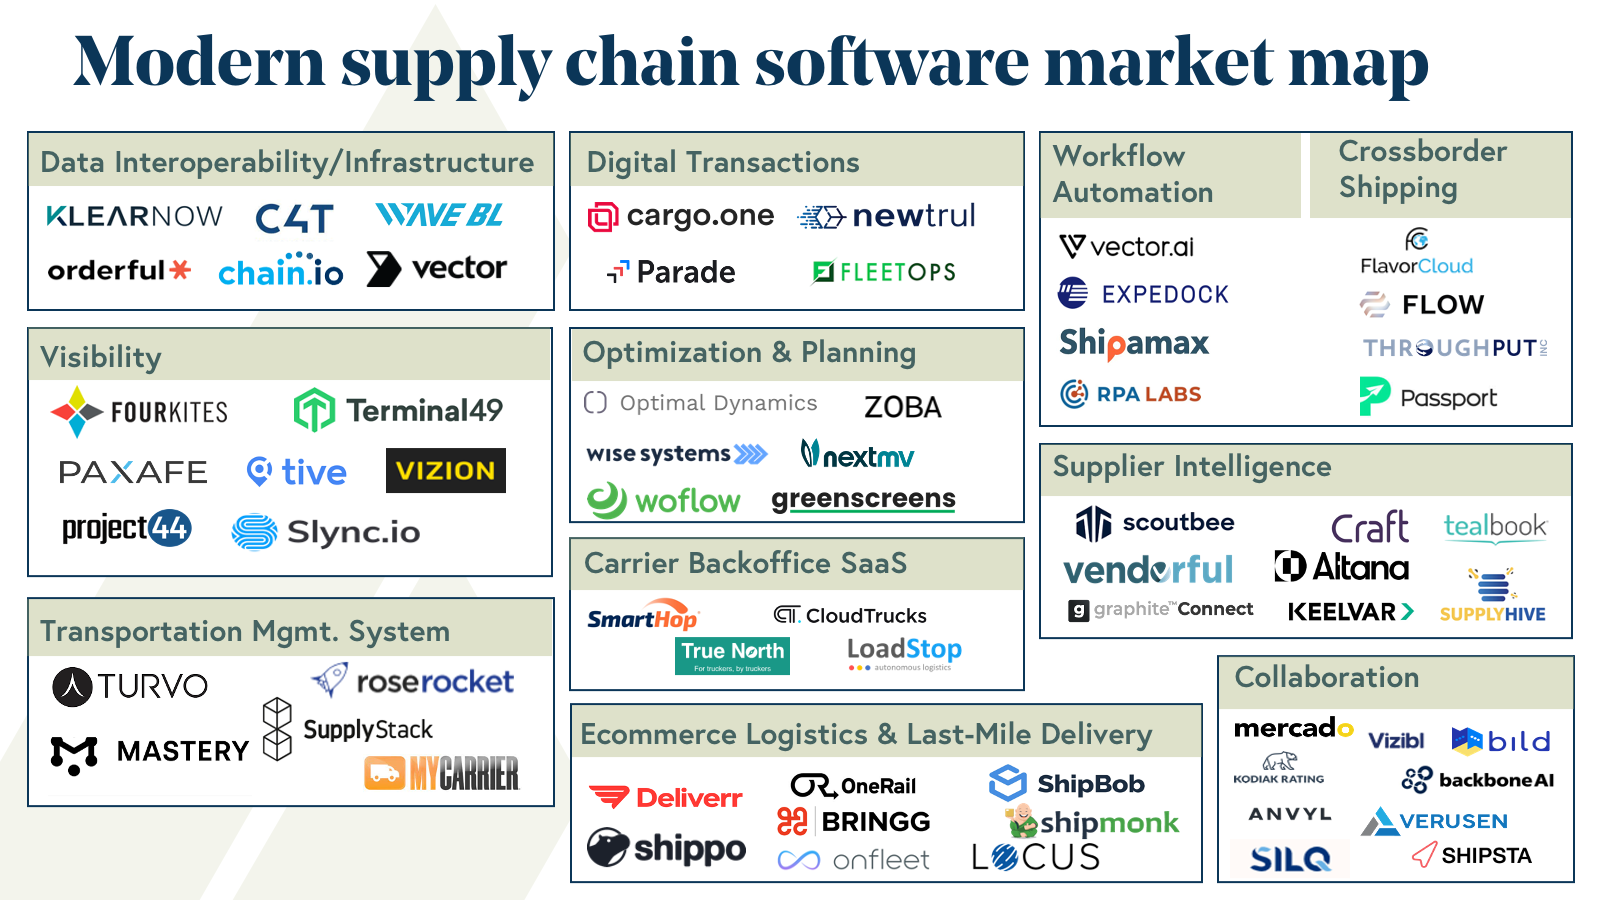 Modern supply chain software market map
Data Interoperability/Infrastructure
KLEARNOW
C4T
WAVE BL
orderful
chain.io
vector
Digital Transactions
cargo.one
newtrul
Parade
FLEETOPS
Workflow
Automation
vector.ai
EXPEDOCK
Shipamax
RPA LABS
Crossborder
Shipping
FlavorCloud
FLOW
THROUGHPUT INC
Passport
Visibility
FOURKITES
Terminal49
PAXAFE
tive
VIZION
project44
Slync.io
Optimization & Planning
Optimal Dynamics
ZOBA
wise systems
nextmv
woflow
greenscreens
Supplier Intelligence
scoutbee
Craft
tealbook
vendorful
Altana
g graphite™Connect
KEELVAR
SUPPLYHIVE
Carrier Backoffice SaaS
SmartHop
CT. CloudTrucks
True North
For truckers, by truckers
LoadStop
autonomous logistics
Transportation Mgmt. System
TURVO
roserocket
SupplyStack
MASTERY
MYCARRIER
Ecommerce Logistics & Last-Mile Delivery
Deliverr
OneRail
ShipBob
BRINGG
shipmonk
shippo
onfleet
LOCUS
Collaboration
mercado
Vizibl
bild
KODIAK RATING
backbone AI
ANVYL
VERUSEN
SILQ
SHIPSTA